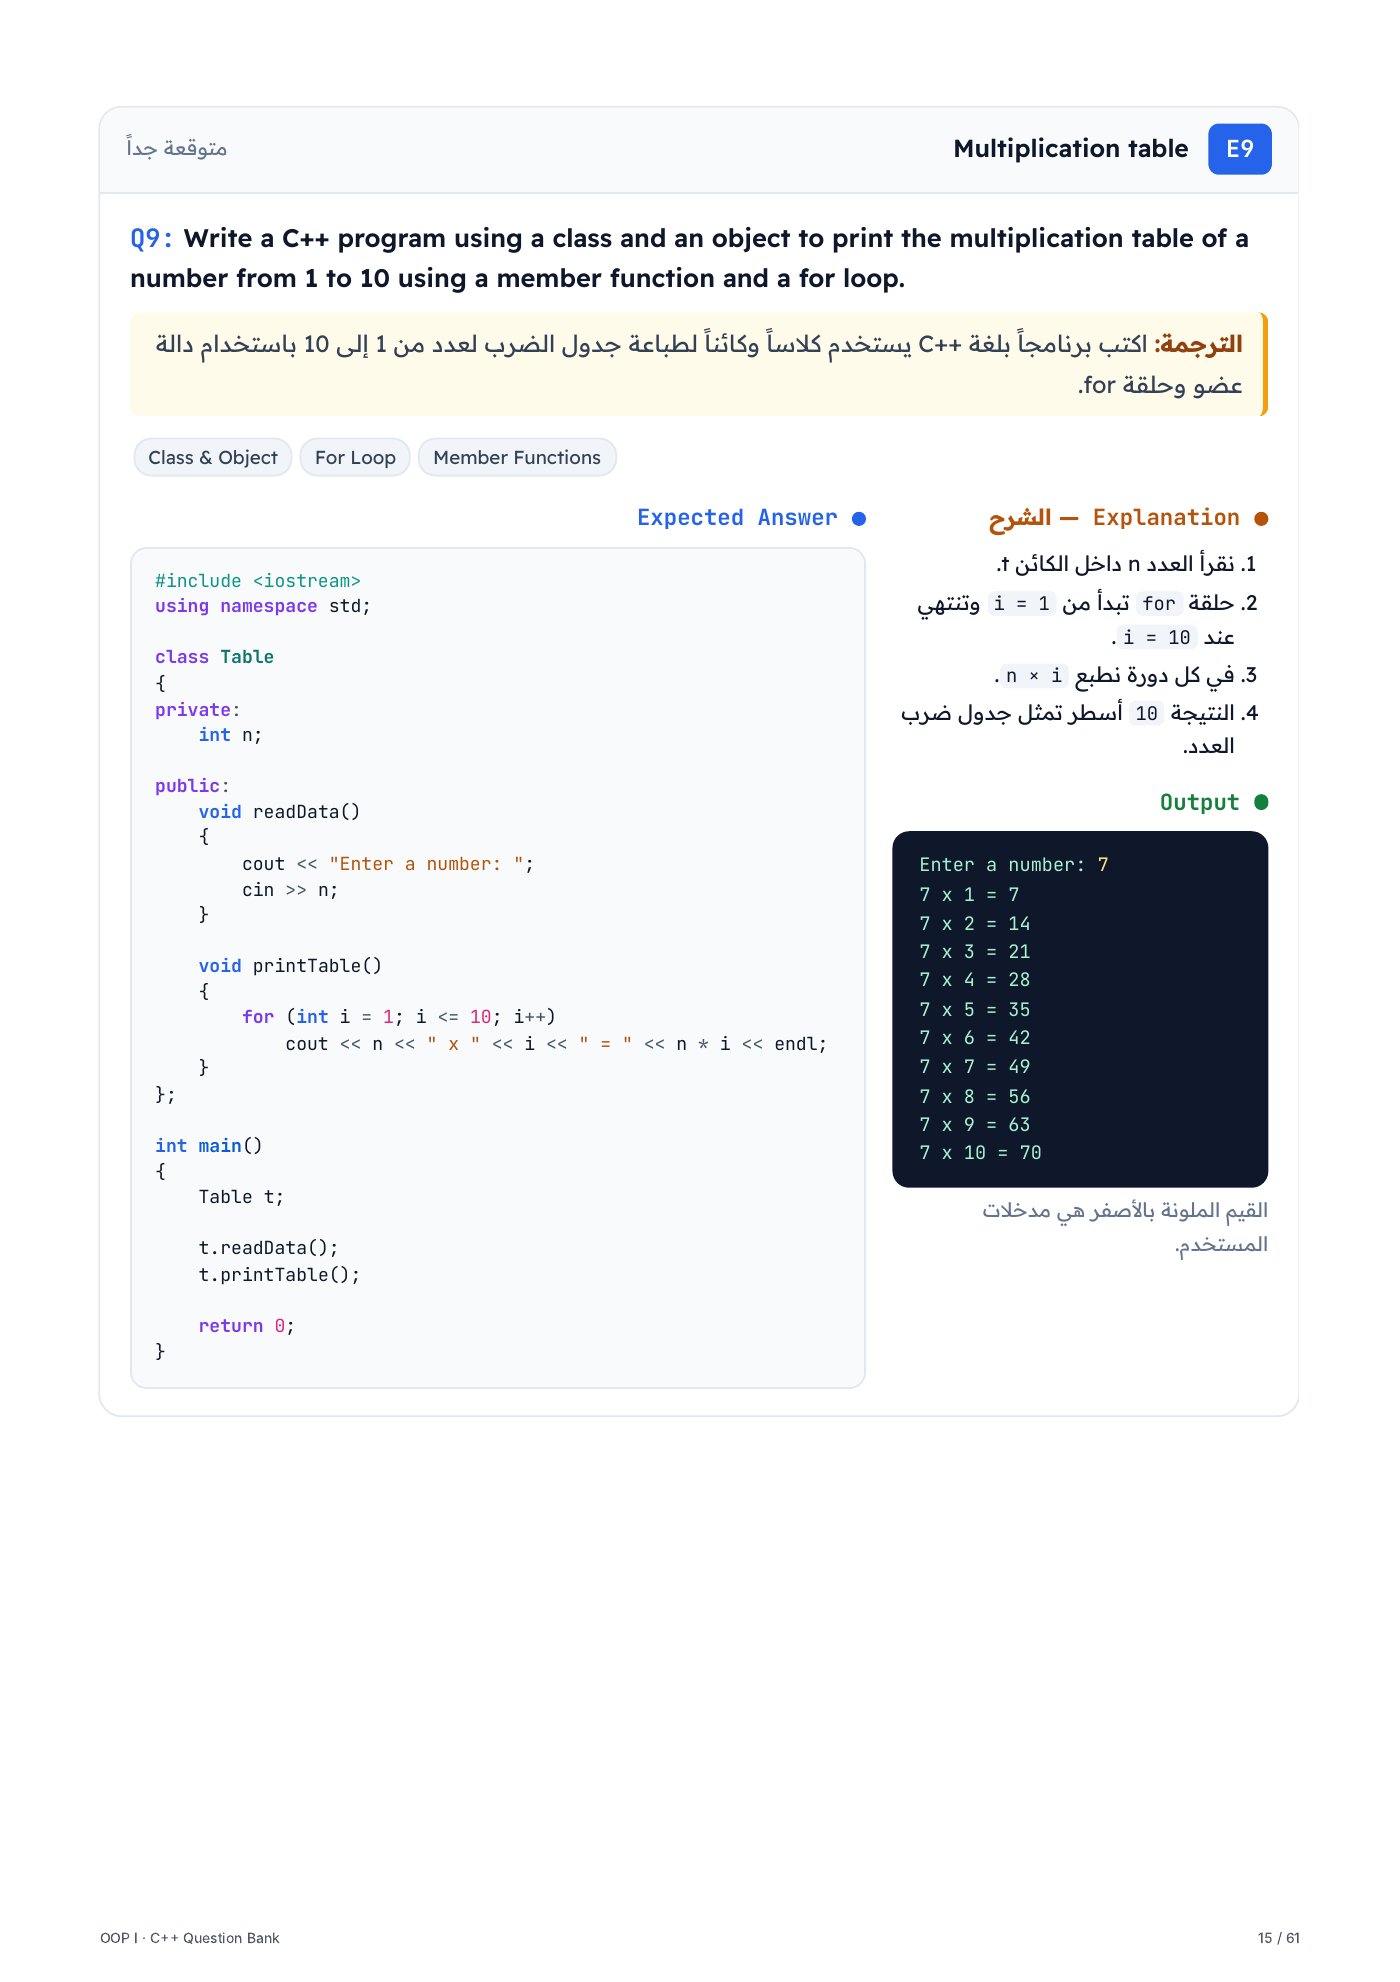 E9 Multiplication table
متوقعة جداً
Q9: Write a C++ program using a class and an object to print the multiplication table of a
number from 1 to 10 using a member function and a for loop.
الترجمة: اكتب برنامجاً بلغة C++ يستخدم كلاساً وكائناً لطباعة جدول الضرب لعدد من 1 إلى 10 باستخدام دالة
عضو وحلقة for.
Class & Object
For Loop
Member Functions
Explanation — الشرح
1. نقرأ العدد n داخل الكائن t.
2. حلقة for تبدأ من i = 1 وتنتهي
عند i = 10.
3. في كل دورة نطبع n × i.
4. النتيجة 10 أسطر تمثل جدول ضرب
العدد.
Output
Enter a number: 7
7 x 1 = 7
7 x 2 = 14
7 x 3 = 21
7 x 4 = 28
7 x 5 = 35
7 x 6 = 42
7 x 7 = 49
7 x 8 = 56
7 x 9 = 63
7 x 10 = 70
القيم الملونة بالأصفر هي مدخلات
المستخدم.
Expected Answer
#include <iostream>
using namespace std;

class Table
{
private:
    int n;

public:
    void readData()
    {
        cout << "Enter a number: ";
        cin >> n;
    }

    void printTable()
    {
        for (int i = 1; i <= 10; i++)
            cout << n << " x " << i << " = " << n * i << endl;
    }
};

int main()
{
    Table t;

    t.readData();
    t.printTable();

    return 0;
}
OOP I · C++ Question Bank
15 / 61